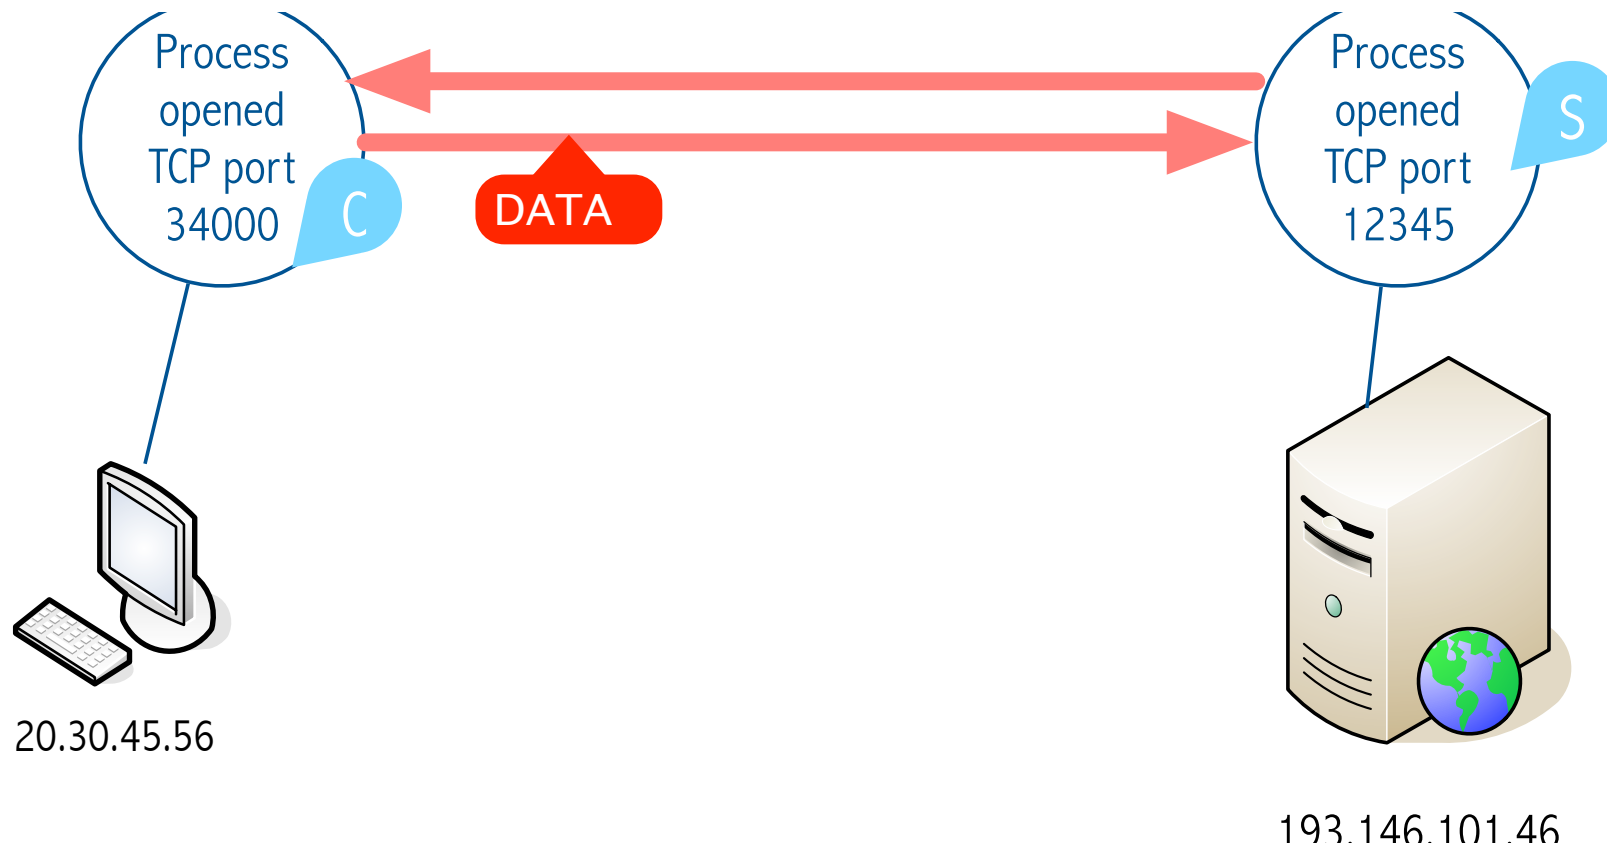 Process
opened
TCP port
34000
C
DATA
Process
opened
TCP port
12345
S
20.30.45.56
193.146.101.46